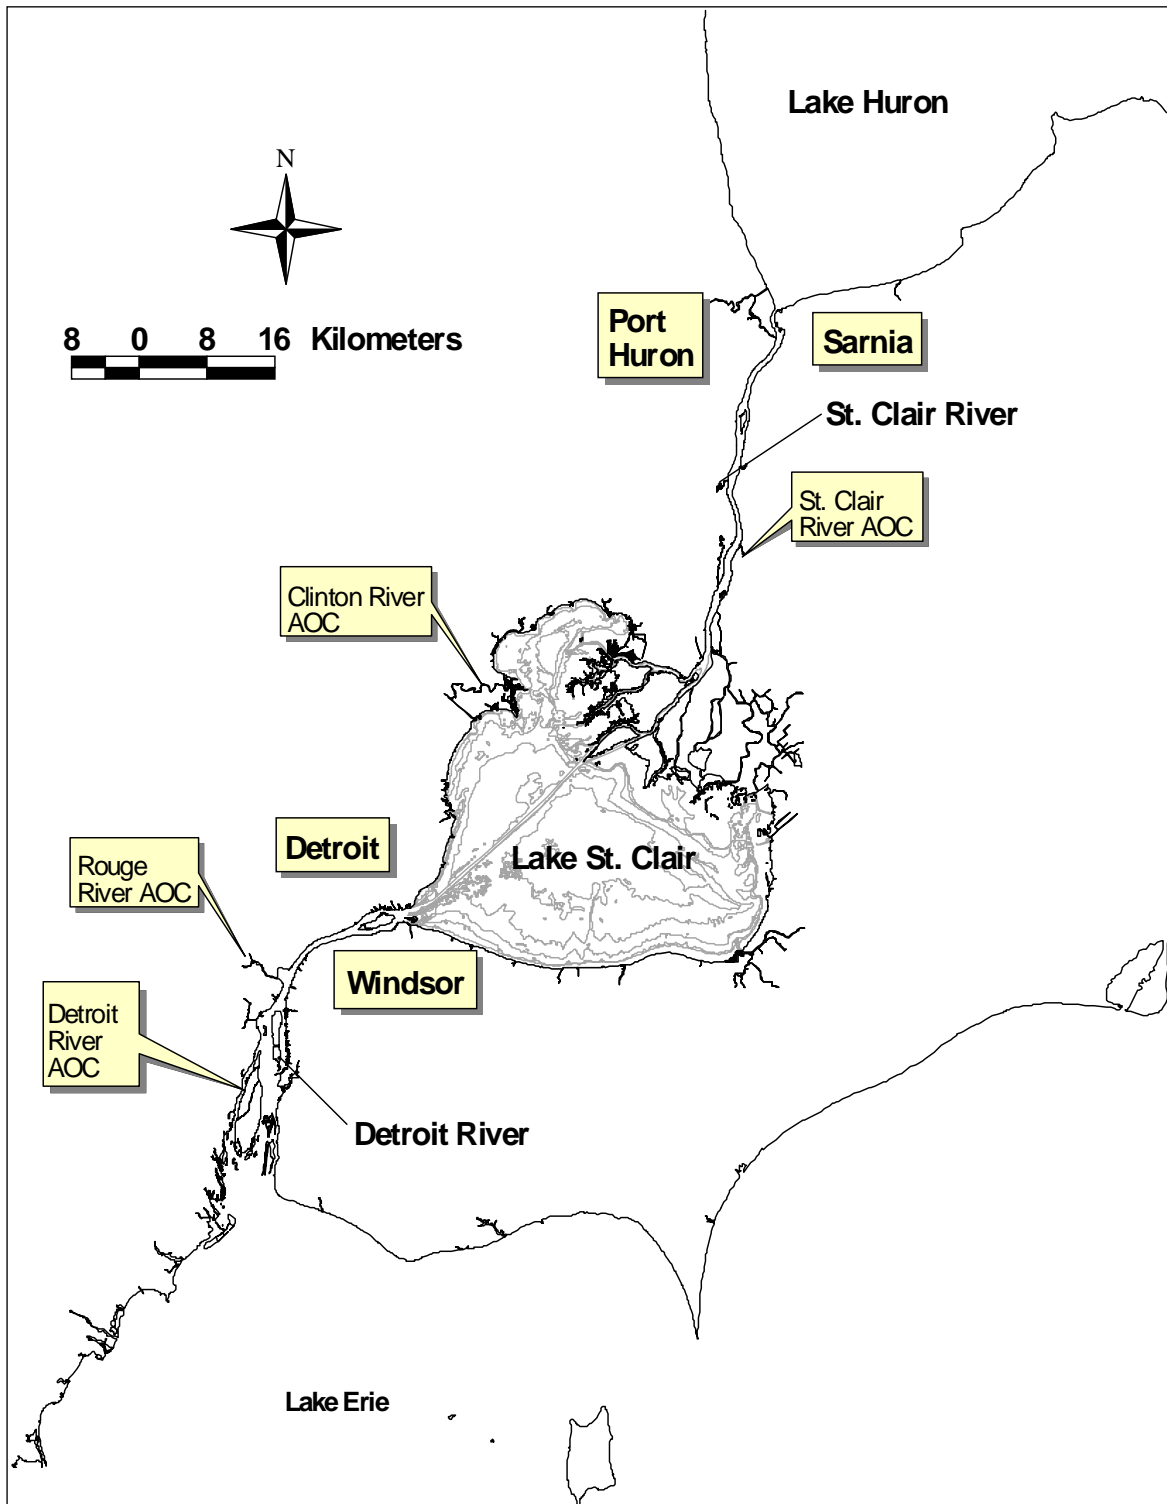 Lake Huron
N
8 0 8 16 Kilometers
Port
Huron
Sarnia
St. Clair River
St. Clair
River AOC
Clinton River
AOC
Detroit
Lake St. Clair
Rouge
River AOC
Windsor
Detroit
River
AOC
Detroit River
Lake Erie